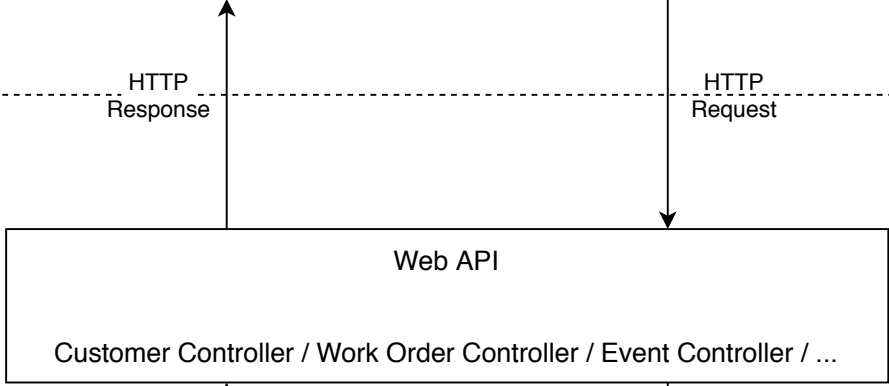 HTTP
Response
HTTP
Request
Web API
Customer Controller / Work Order Controller / Event Controller / ...